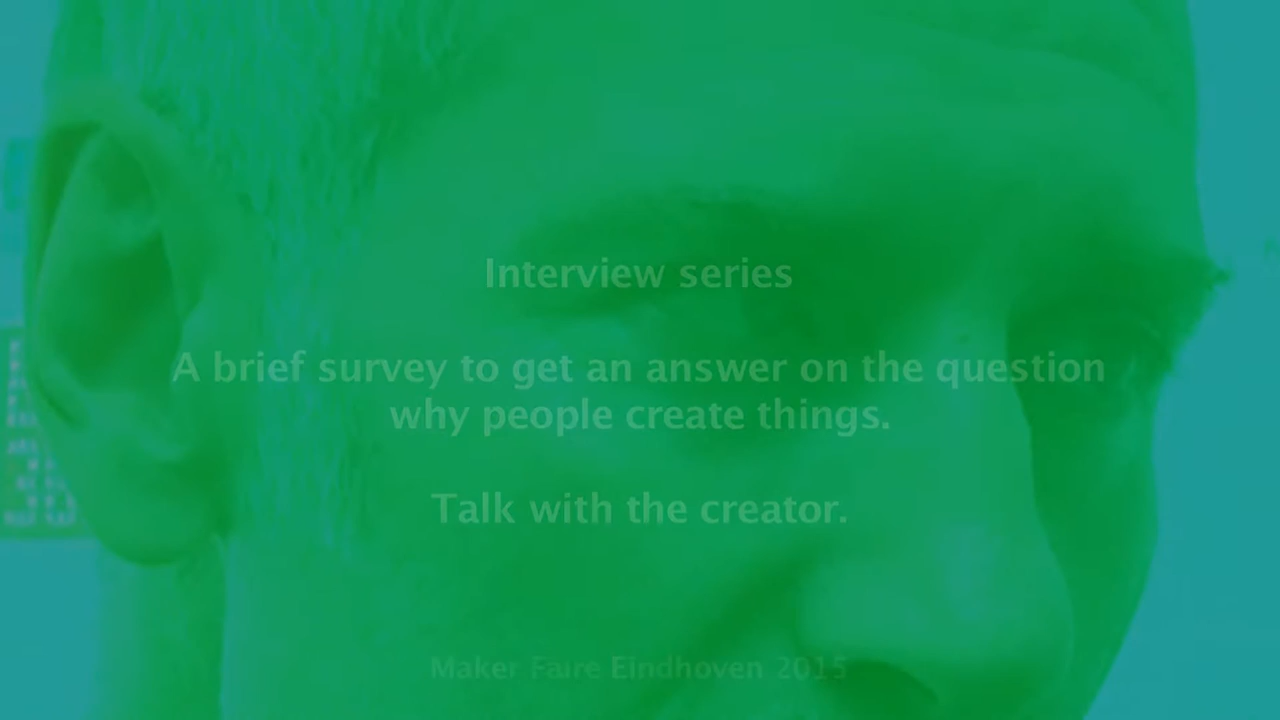 Interview series
A brief survey to get an answer on the question
why people create things.
Talk with the creator.
Maker Faire Eindhoven 2015